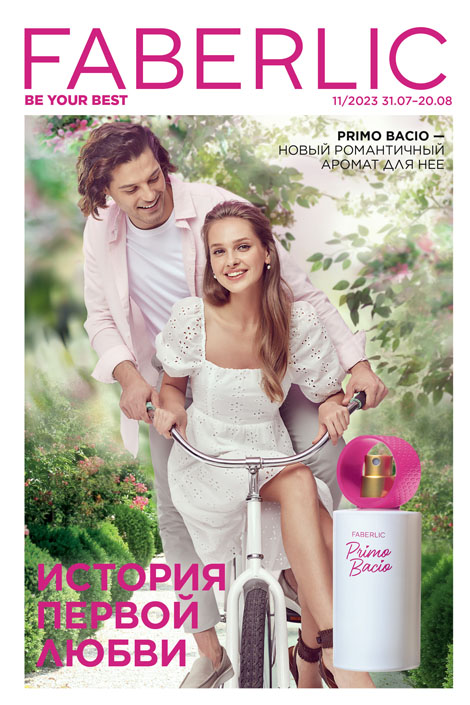 FABERLIC
BE YOUR BEST
11/2023 31.07–20.08
PRIMO BACIO —
НОВЫЙ РОМАНТИЧНЫЙ
АРОМАТ ДЛЯ НЕЕ
FABERLIC
Primo
Bacio
ИСТОРИЯ
ПЕРВОЙ
ЛЮБВИ